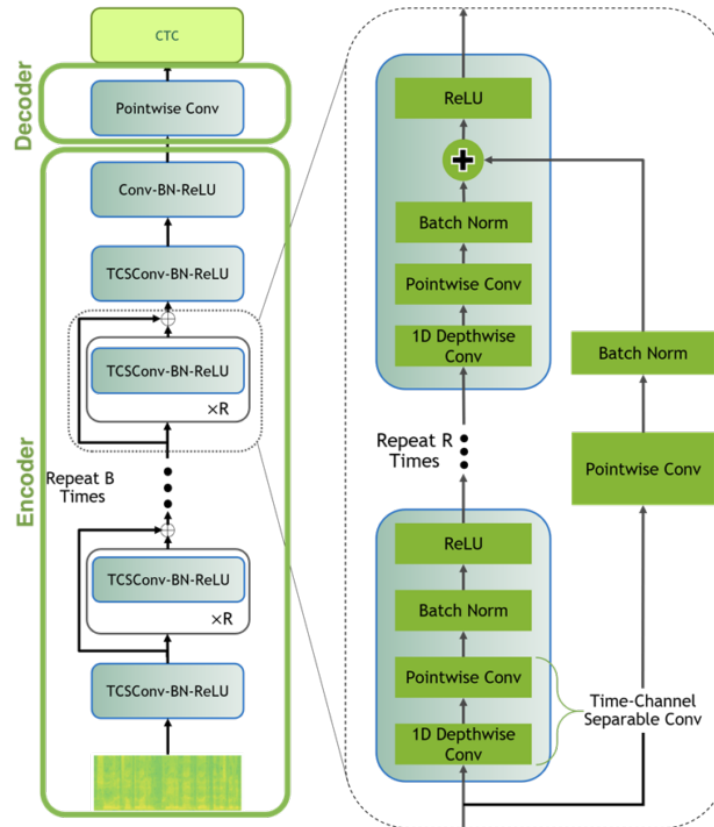 CTC
Decoder
Pointwise Conv
Encoder
Conv-BN-ReLU
TCSConv-BN-ReLU
TCSConv-BN-ReLU
×R
Repeat B
Times
TCSConv-BN-ReLU
×R
TCSConv-BN-ReLU
ReLU
+
Batch Norm
Pointwise Conv
1D Depthwise
Conv
Batch Norm
Pointwise Conv
Repeat R
Times
ReLU
Batch Norm
Pointwise Conv
1D Depthwise
Conv
Time-Channel
Separable Conv